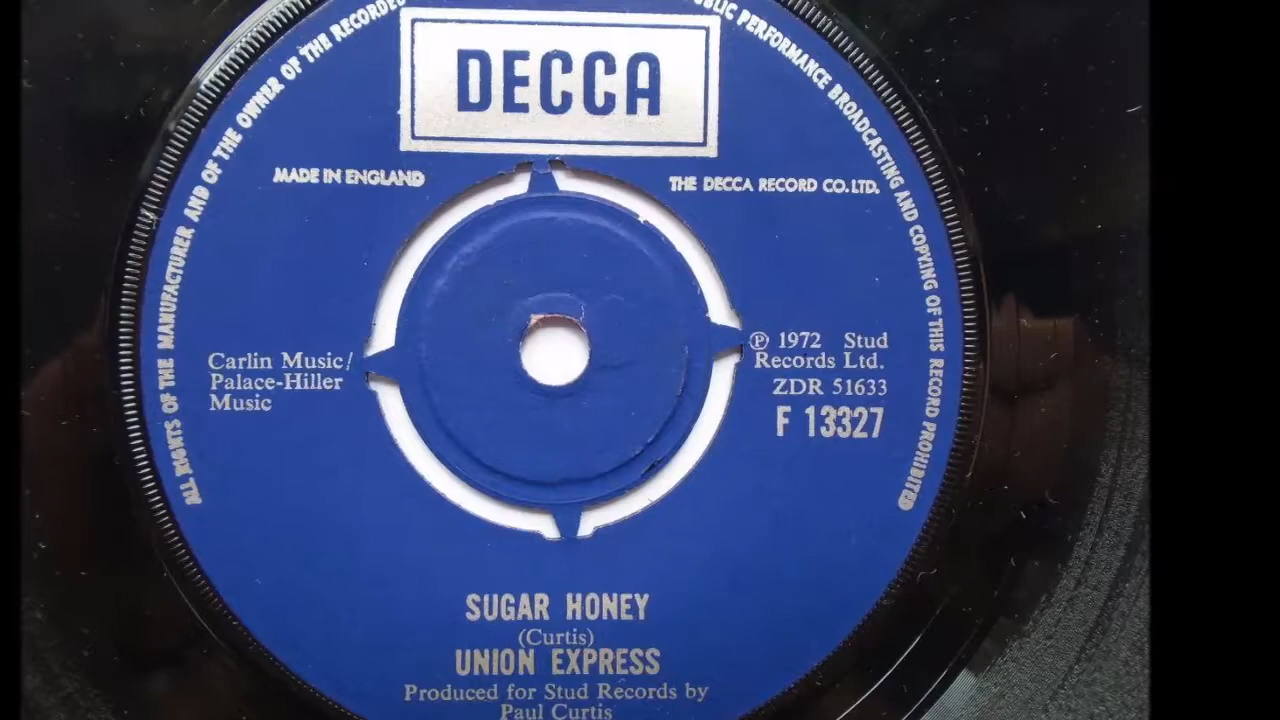 ALL RIGHTS OF THE MANUFACTURER AND OF THE OWNER OF THE RECORDED
PUBLIC PERFORMANCE BROADCASTING AND COPYING OF THIS RECORD PROHIBITED
DECCA
MADE IN ENGLAND
THE DECCA RECORD CO. LTD.
Carlin Music/
Palace-Hiller
Music
℗ 1972 Stud
Records Ltd.
ZDR 51633
F 13327
SUGAR HONEY
(Curtis)
UNION EXPRESS
Produced for Stud Records by
Paul Curtis